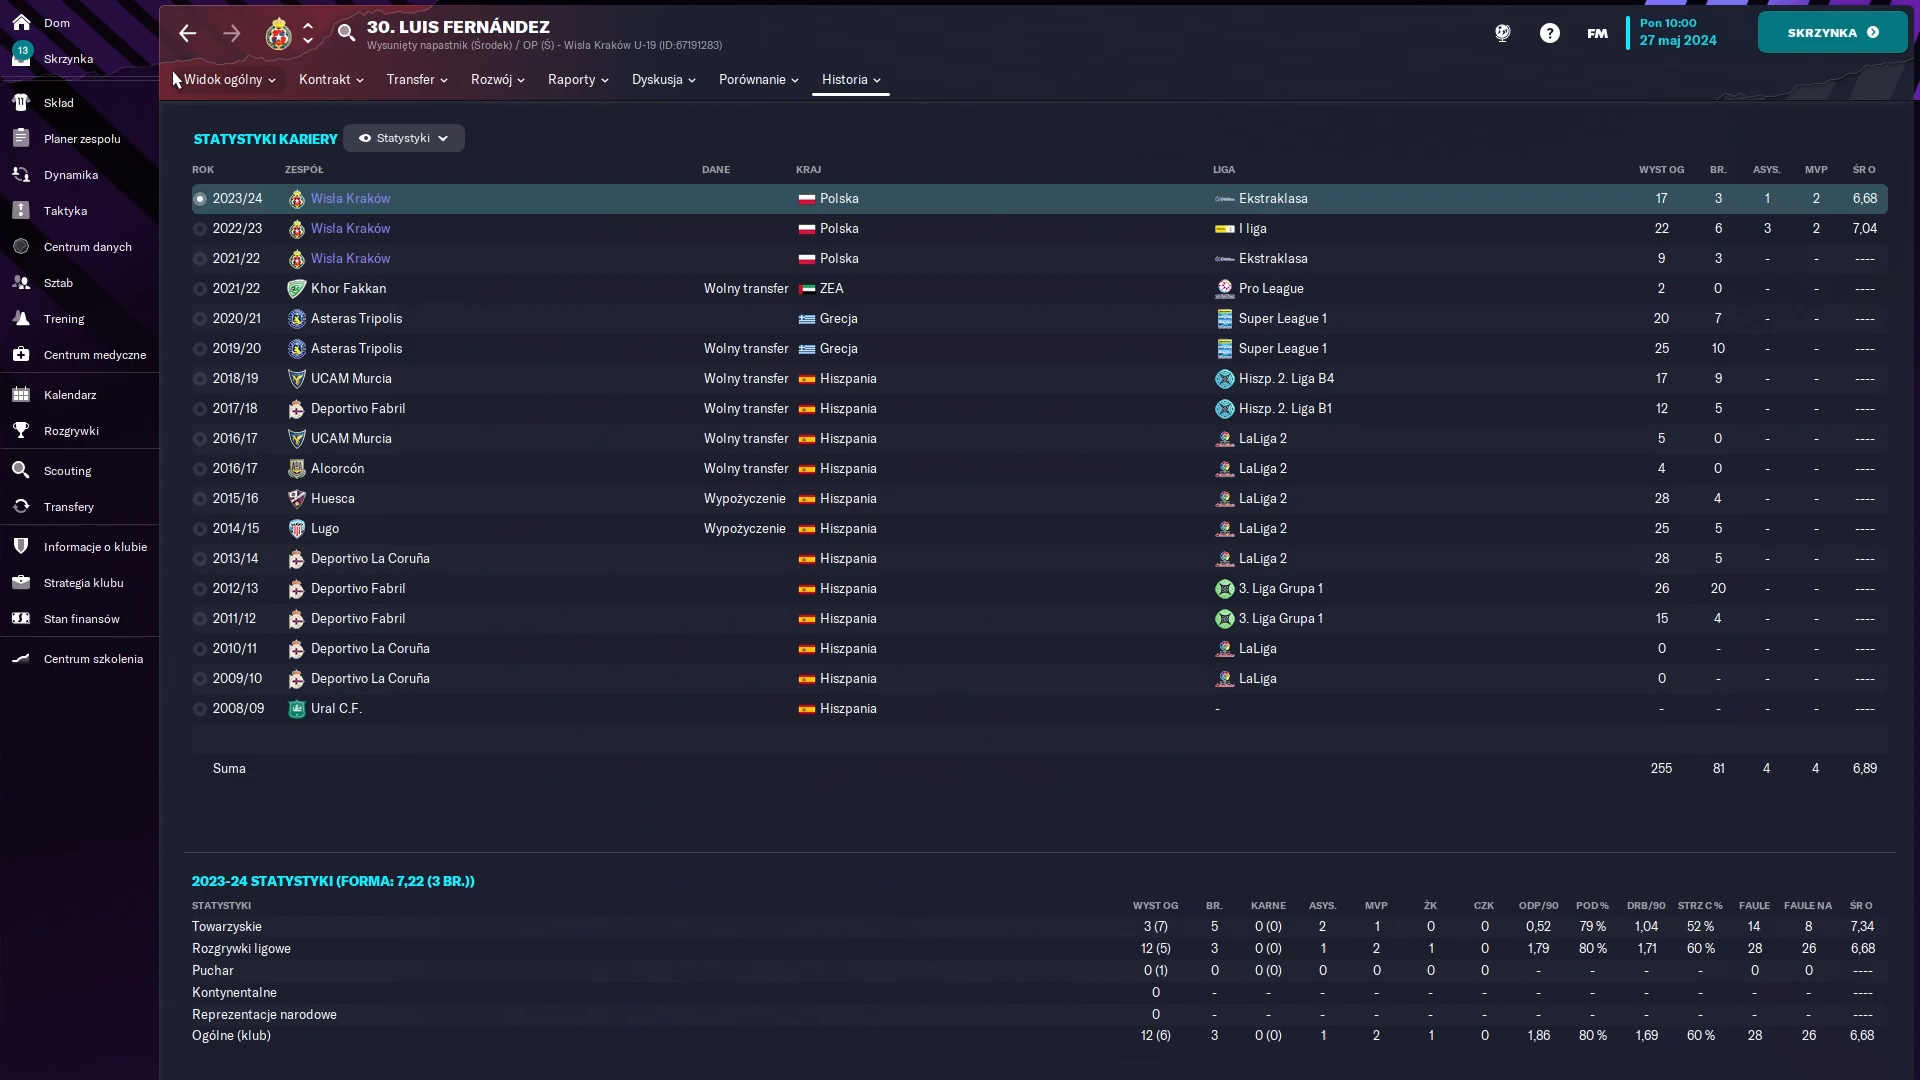 Dom
13
Skrzynka
Skład
Planer zespołu
Dynamika
Taktyka
Centrum danych
Sztab
Trening
Centrum medyczne
Kalendarz
Rozgrywki
Scouting
Transfery
Informacje o klubie
Strategia klubu
Stan finansów
Centrum szkolenia
30. LUIS FERNÁNDEZ
Wysunięty napastnik (Środek) / OP (Ś) - Wisła Kraków U-19 (ID:67191283)
?
FM
Pon 10:00
27 maj 2024
SKRZYNKA
Widok ogólny Kontrakt Transfer Rozwój Raporty Dyskusja Porównanie Historia
STATYSTYKI KARIERY Statystyki
ROK ZESPÓŁ DANE KRAJ LIGA WYST OG BR. ASYS. MVP ŚR O
2023/24 Wisła Kraków Polska Ekstraklasa 17 3 1 2 6,68
2022/23 Wisła Kraków Polska I liga 22 6 3 2 7,04
2021/22 Wisła Kraków Polska Ekstraklasa 9 3 - - ----
2021/22 Khor Fakkan Wolny transfer ZEA Pro League 2 0 - - ----
2020/21 Asteras Tripolis Grecja Super League 1 20 7 - - ----
2019/20 Asteras Tripolis Wolny transfer Grecja Super League 1 25 10 - - ----
2018/19 UCAM Murcia Wolny transfer Hiszpania Hiszp. 2. Liga B4 17 9 - - ----
2017/18 Deportivo Fabril Wolny transfer Hiszpania Hiszp. 2. Liga B1 12 5 - - ----
2016/17 UCAM Murcia Wolny transfer Hiszpania LaLiga 2 5 0 - - ----
2016/17 Alcorcón Wolny transfer Hiszpania LaLiga 2 4 0 - - ----
2015/16 Huesca Wypożyczenie Hiszpania LaLiga 2 28 4 - - ----
2014/15 Lugo Wypożyczenie Hiszpania LaLiga 2 25 5 - - ----
2013/14 Deportivo La Coruña Hiszpania LaLiga 2 28 5 - - ----
2012/13 Deportivo Fabril Hiszpania 3. Liga Grupa 1 26 20 - - ----
2011/12 Deportivo Fabril Hiszpania 3. Liga Grupa 1 15 4 - - ----
2010/11 Deportivo La Coruña Hiszpania LaLiga 0 - - - ----
2009/10 Deportivo La Coruña Hiszpania LaLiga 0 - - - ----
2008/09 Ural C.F. Hiszpania - - - - - ----
Suma 255 81 4 4 6,89
2023-24 STATYSTYKI (FORMA: 7,22 (3 BR.))
STATYSTYKI WYST OG BR. KARNE ASYS. MVP ŻK CZK ODP/90 POD % DRB/90 STRZ C % FAULE FAULE NA ŚR O
Towarzyskie 3 (7) 5 0 (0) 2 1 0 0 0,52 79 % 1,04 52 % 14 8 7,34
Rozgrywki ligowe 12 (5) 3 0 (0) 1 2 1 0 1,79 80 % 1,71 60 % 28 26 6,68
Puchar 0 (1) 0 0 (0) 0 0 0 0 - - - - 0 0 ----
Kontynentalne 0 - - - - - - - - - - - - ----
Reprezentacje narodowe 0 - - - - - - - - - - - - ----
Ogólne (klub) 12 (6) 3 0 (0) 1 2 1 0 1,86 80 % 1,69 60 % 28 26 6,68